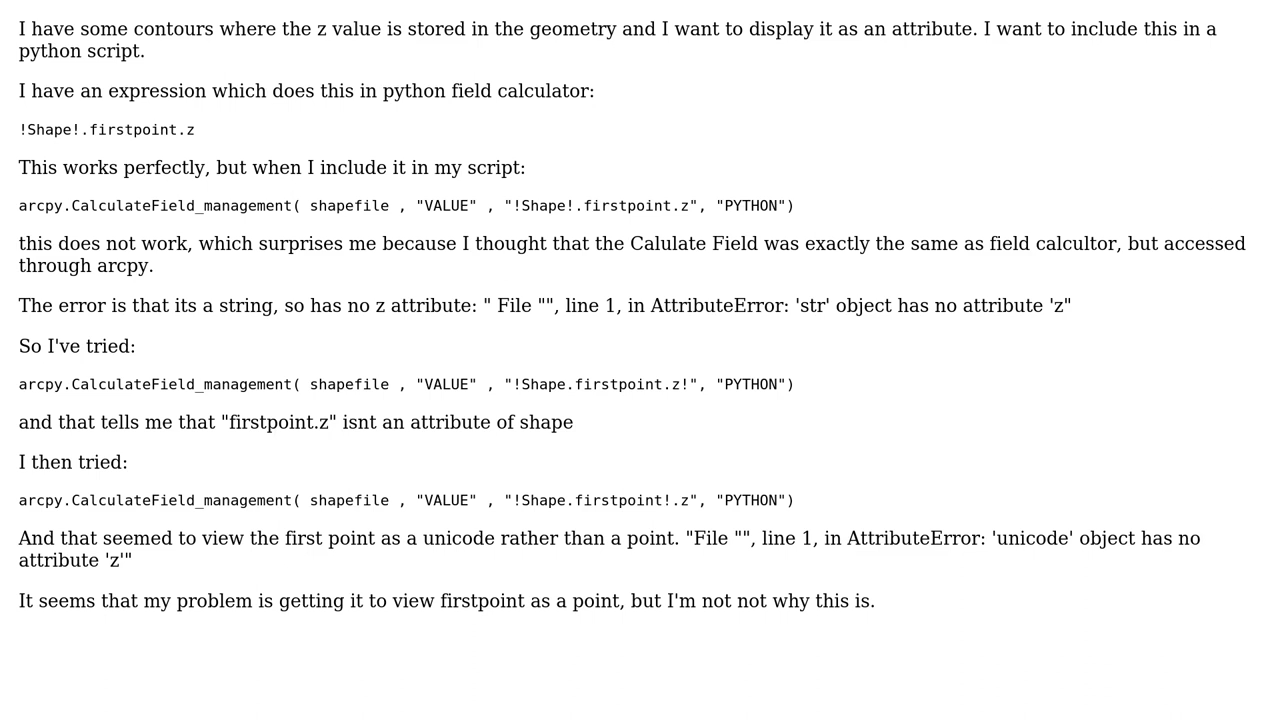 I have some contours where the z value is stored in the geometry and I want to display it as an attribute. I want to include this in a
python script.
I have an expression which does this in python field calculator:
!Shape!.firstpoint.z
This works perfectly, but when I include it in my script:
arcpy.CalculateField_management( shapefile , "VALUE" , "!Shape!.firstpoint.z", "PYTHON")
this does not work, which surprises me because I thought that the Calulate Field was exactly the same as field calcultor, but accessed
through arcpy.
The error is that its a string, so has no z attribute: " File "", line 1, in AttributeError: 'str' object has no attribute 'z"
So I've tried:
arcpy.CalculateField_management( shapefile , "VALUE" , "!Shape.firstpoint.z!", "PYTHON")
and that tells me that "firstpoint.z" isnt an attribute of shape
I then tried:
arcpy.CalculateField_management( shapefile , "VALUE" , "!Shape.firstpoint!.z", "PYTHON")
And that seemed to view the first point as a unicode rather than a point. "File "", line 1, in AttributeError: 'unicode' object has no
attribute 'z'"
It seems that my problem is getting it to view firstpoint as a point, but I'm not not why this is.